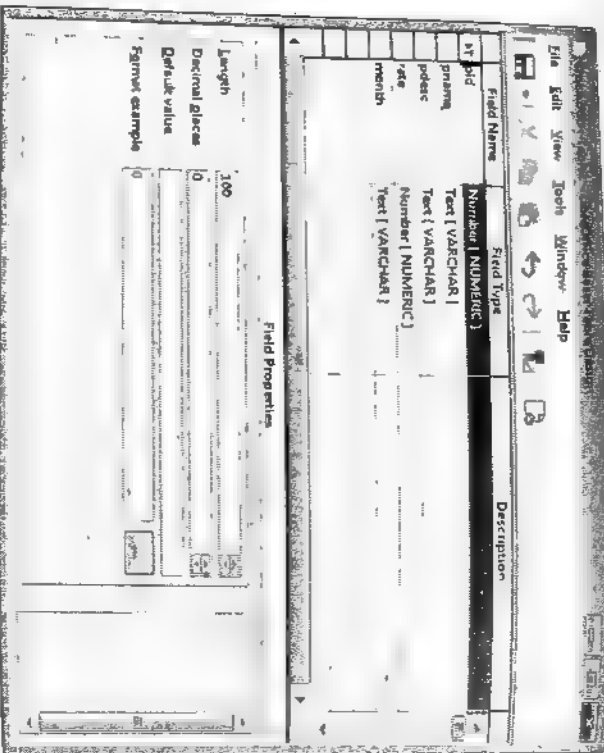 File Edit View Tools Window Help
Field Name Field Type Description
pid Number [ NUMERIC ]
pname Text [ VARCHAR ]
pdesc Text [ VARCHAR ]
rate Number [ NUMERIC ]
month Text [ VARCHAR ]
Field Properties
Length 100
Decimal places 0
Default value
Format example 0